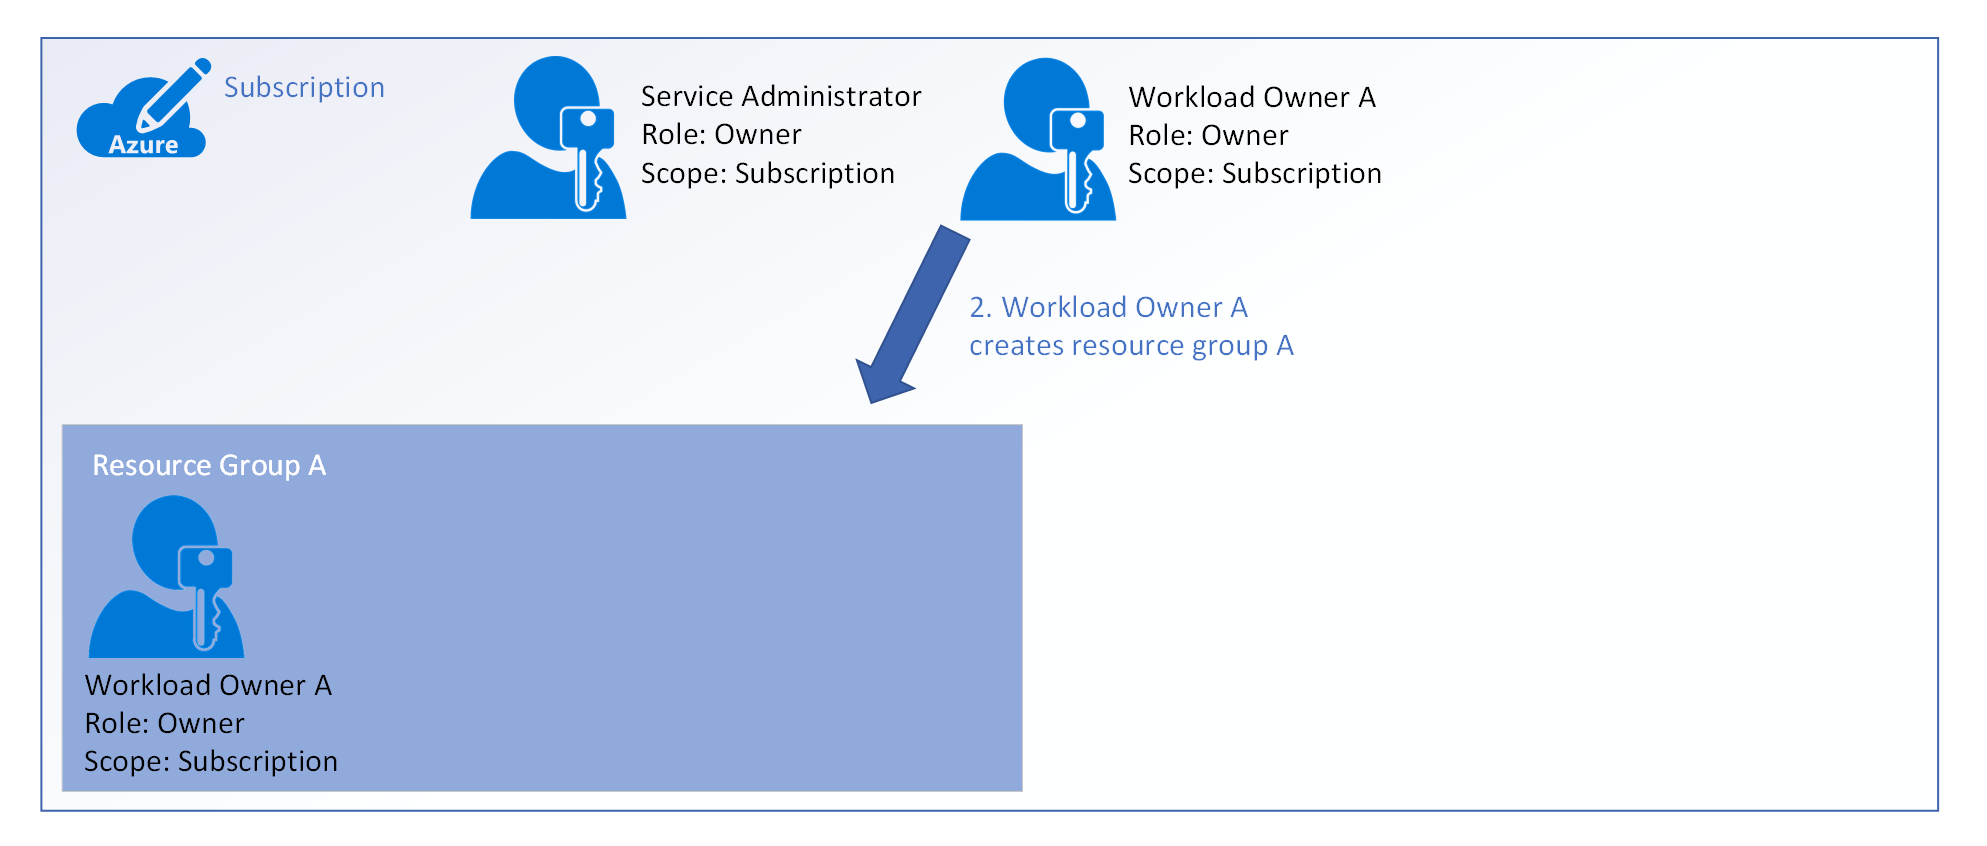 Azure
Subscription
Service Administrator
Role: Owner
Scope: Subscription
Workload Owner A
Role: Owner
Scope: Subscription
2. Workload Owner A
creates resource group A
Resource Group A
Workload Owner A
Role: Owner
Scope: Subscription